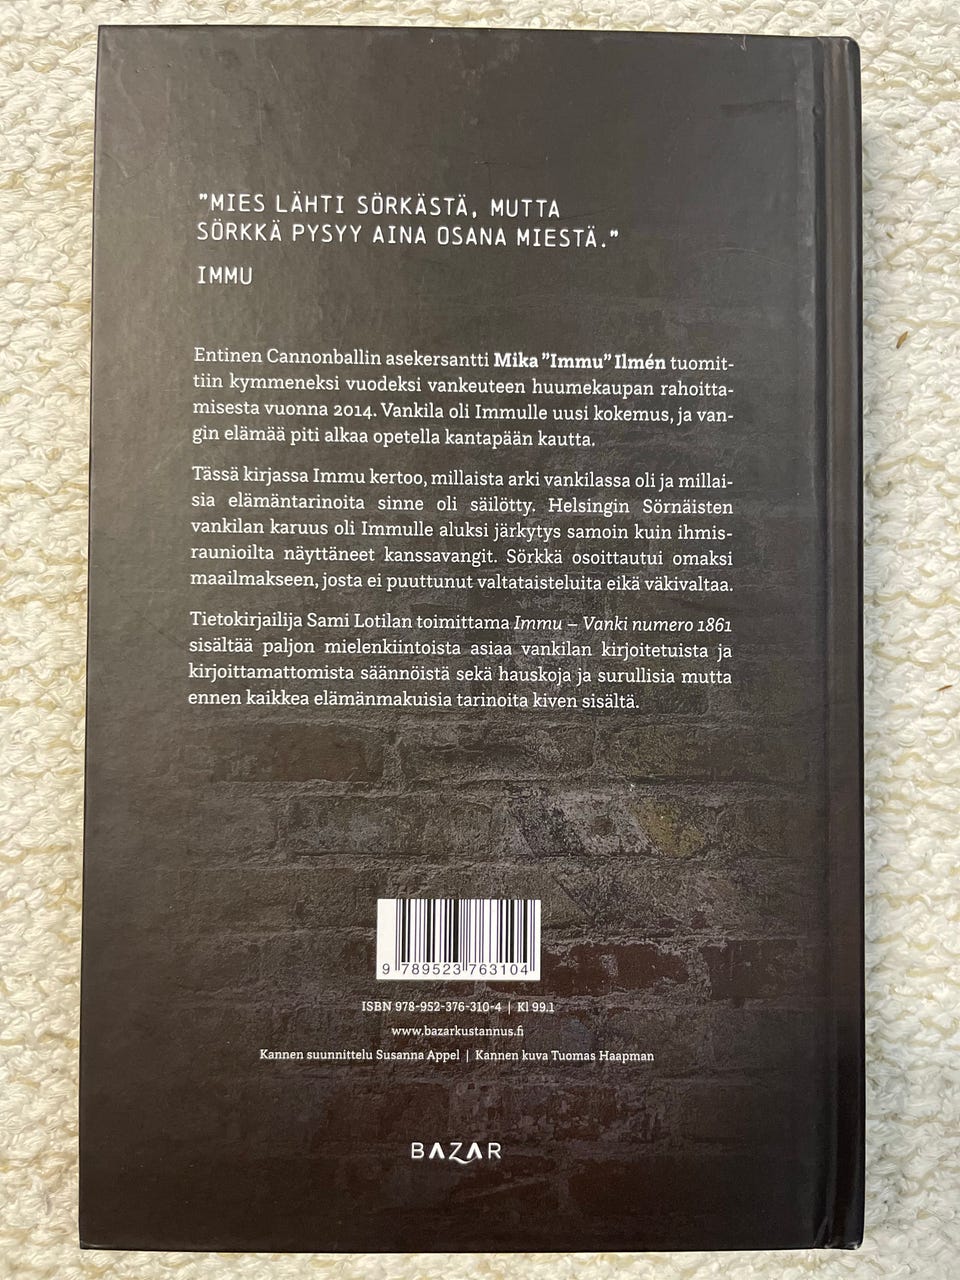 "MIES LÄHTI SÖRKÄSTÄ, MUTTA
SÖRKKÄ PYSYY AINA OSANA MIESTÄ."
IMMU
Entinen Cannonballin asekersantti Mika "Immu" Ilmén tuomit-
tiin kymmeneksi vuodeksi vankeuteen huumekaupan rahoitta-
misesta vuonna 2014. Vankila oli Immulle uusi kokemus, ja van-
gin elämää piti alkaa opetella kantapään kautta.
Tässä kirjassa Immu kertoo, millaista arki vankilassa oli ja millai-
sia elämäntarinoita sinne oli säilötty. Helsingin Sörnäisten
vankilan karuus oli Immulle aluksi järkytys samoin kuin ihmis-
raunioilta näyttäneet kanssavangit. Sörkkä osoittautui omaksi
maailmakseen, josta ei puuttunut valtataisteluita eikä väkivaltaa.
Tietokirjailija Sami Lotilan toimittama Immu – Vanki numero 1861
sisältää paljon mielenkiintoista asiaa vankilan kirjoitetuista ja
kirjoittamattomista säännöistä sekä hauskoja ja surullisia mutta
ennen kaikkea elämänmakuisia tarinoita kiven sisältä.
9 789523 763104
ISBN 978-952-376-310-4 | Kl 99.1
www.bazarkustannus.fi
Kannen suunnittelu Susanna Appel | Kannen kuva Tuomas Haapman
BAZAR